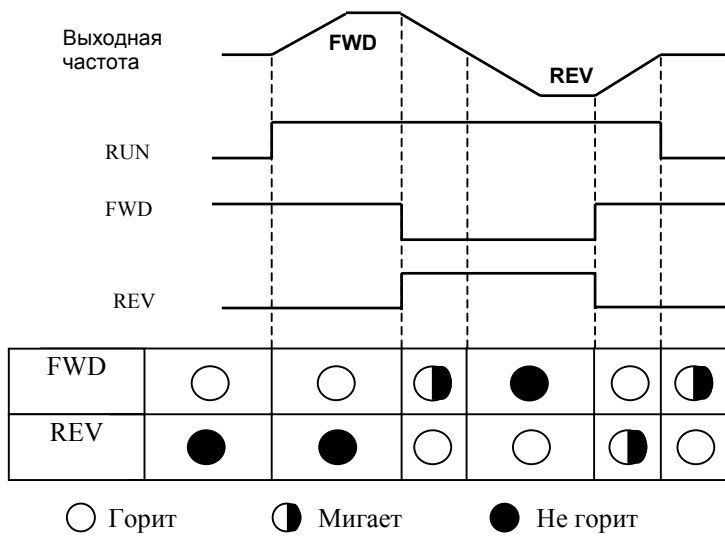 Выходная
частота
FWD
REV
RUN
FWD
REV
FWD
REV
Горит
Мигает
Не горит